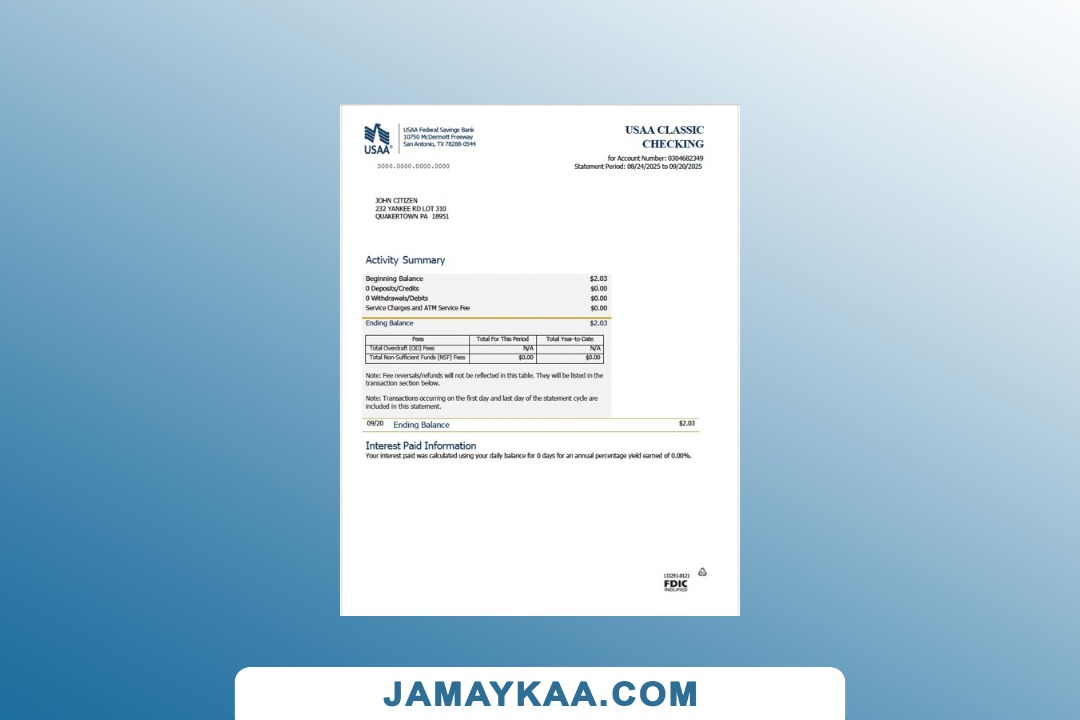 USAA Federal Savings Bank
10750 McDermott Freeway
San Antonio, TX 78288-0544
USAA®
0000.0000.0000.0000
USAA CLASSIC
CHECKING
for Account Number: 0304682349
Statement Period: 08/24/2025 to 09/20/2025
JOHN CITIZEN
232 YANKEE RD LOT 310
QUAKERTOWN PA 18951
Activity Summary
Beginning Balance $2.03
0 Deposits/Credits $0.00
0 Withdrawals/Debits $0.00
Service Charges and ATM Service Fee $0.00
Ending Balance $2.03
Fees Total For This Period Total Year-to-Date
Total Overdraft (OD) Fees N/A N/A
Total Non-Sufficient Funds (NSF) Fees $0.00 $0.00
Note: Fee reversals/refunds will not be reflected in this table. They will be listed in the
transaction section below.
Note: Transactions occurring on the first day and last day of the statement cycle are
included in this statement.
09/20 Ending Balance $2.03
Interest Paid Information
Your interest paid was calculated using your daily balance for 0 days for an annual percentage yield earned of 0.00%.
133293-0121
FDIC
INSURED
JAMAYKAA.COM